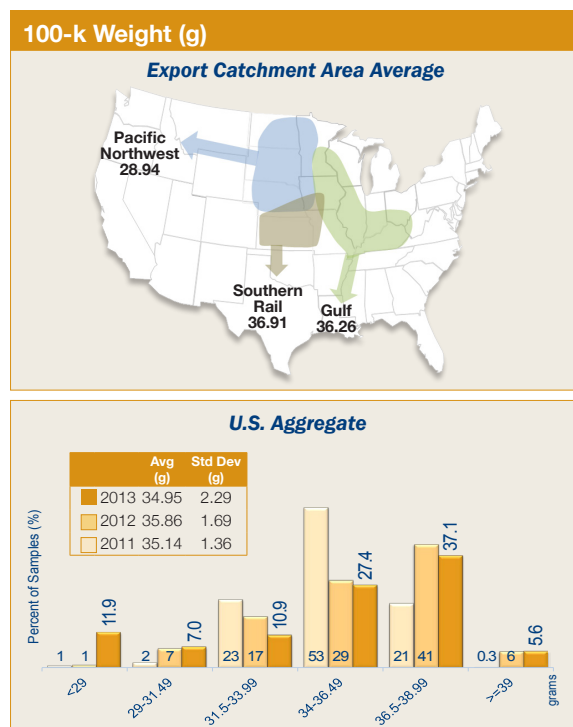 100-k Weight (g)
Export Catchment Area Average
Pacific
Northwest
28.94
Southern
Rail
36.91
Gulf
36.26
U.S. Aggregate
Avg Std Dev
(g) (g)
2013 34.95 2.29
2012 35.86 1.69
2011 35.14 1.36
Percent of Samples (%)
1 1 11.9
2 7 7.0
23 17 10.9
53 29 27.4
21 41 37.1
0.3 6 5.6
<29 29-31.49 31.5-33.99 34-36.49 36.5-38.99 >=39
grams